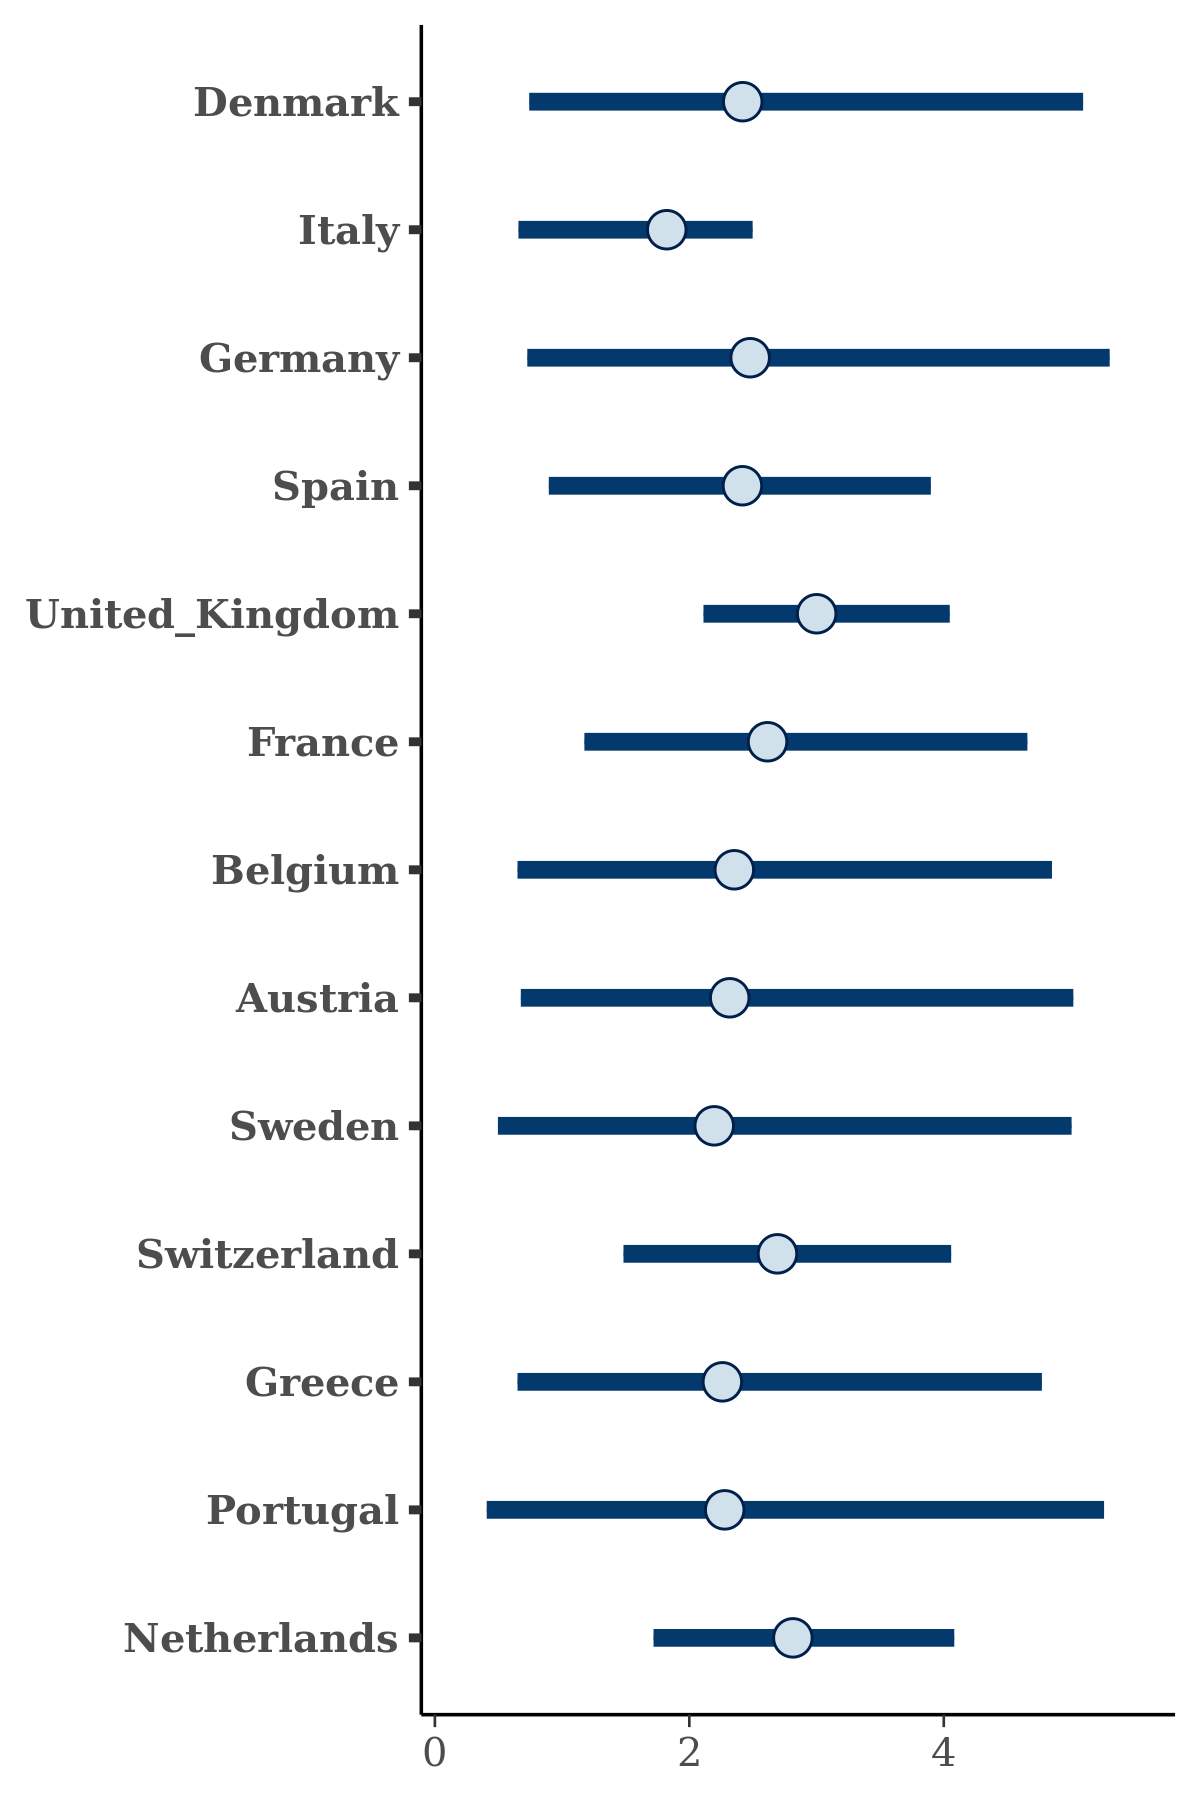 Denmark
Italy
Germany
Spain
United_Kingdom
France
Belgium
Austria
Sweden
Switzerland
Greece
Portugal
Netherlands
0 2 4